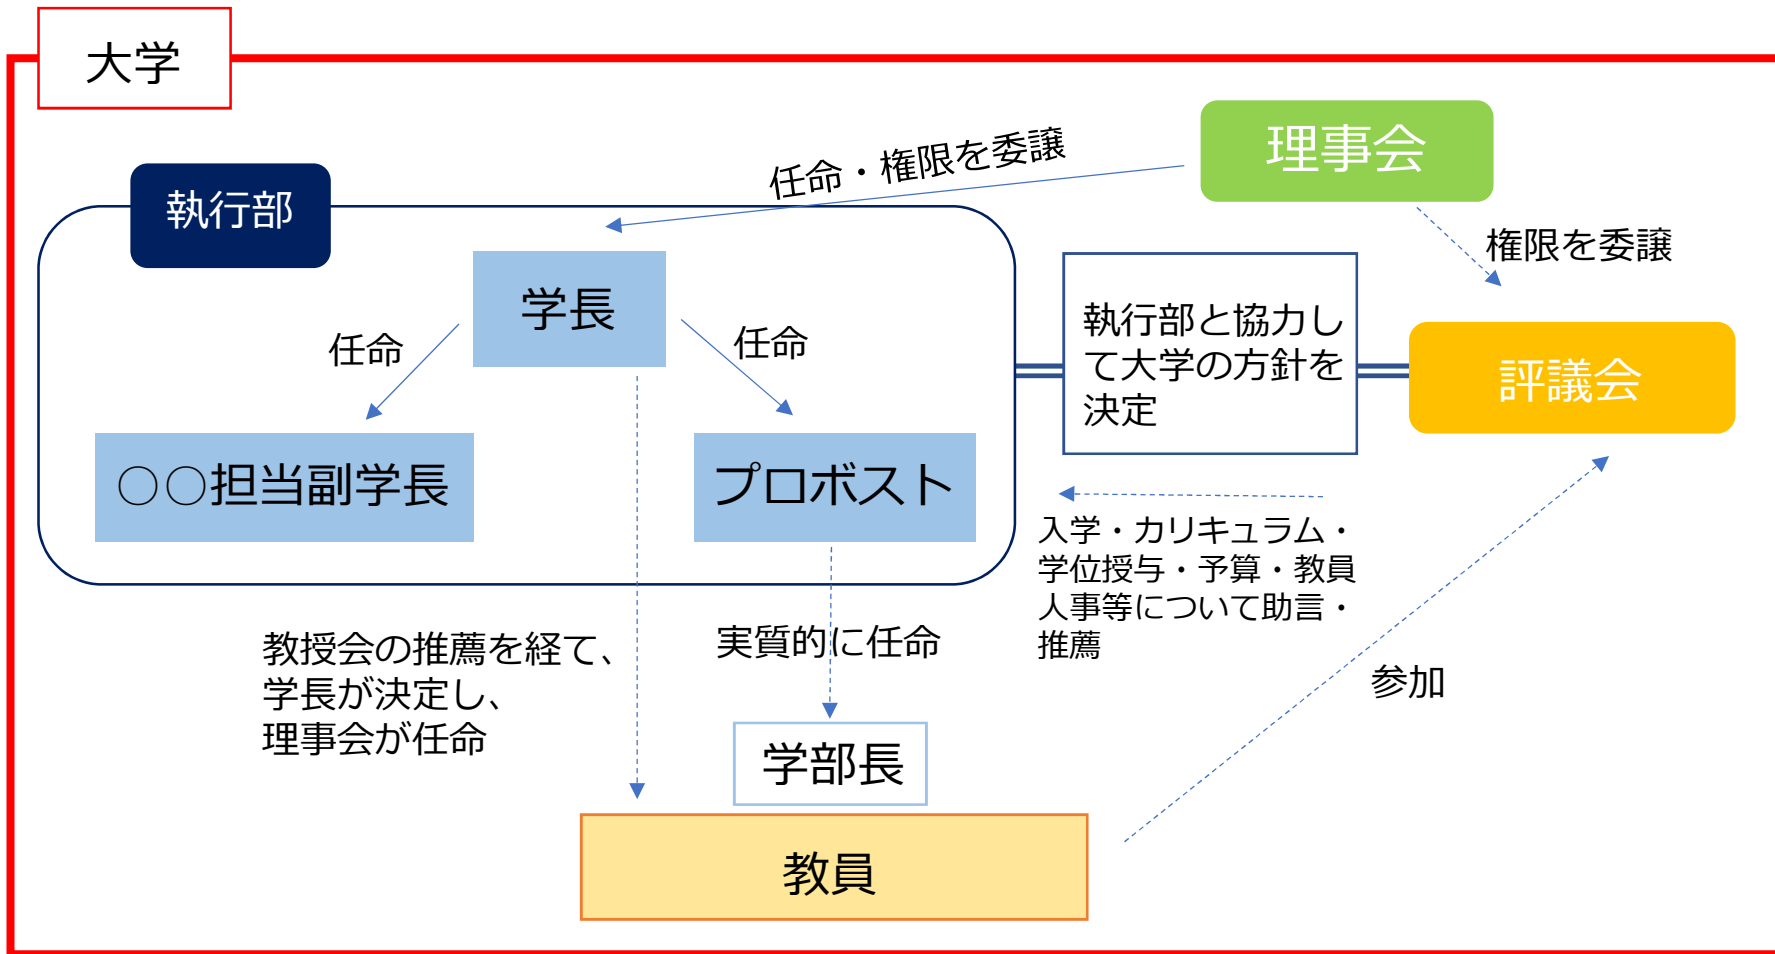 大学
理事会
任命・権限を委譲
執行部
権限を委譲
学長
任命
任命
執行部と協力し
て大学の方針を
決定
評議会
〇〇担当副学長
プロボスト
入学・カリキュラム・
学位授与・予算・教員
人事等について助言・
推薦
教授会の推薦を経て、
学長が決定し、
理事会が任命
実質的に任命
参加
学部長
教員